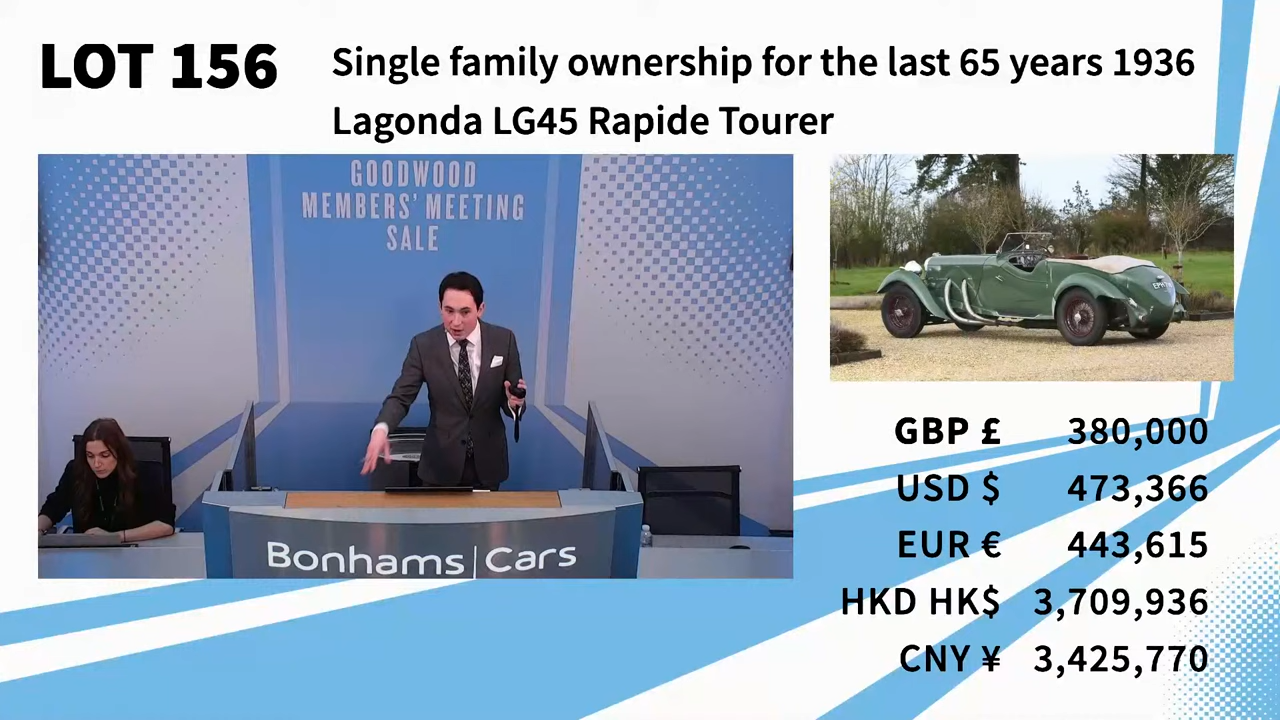 LOT 156
Single family ownership for the last 65 years 1936
Lagonda LG45 Rapide Tourer
GOODWOOD
MEMBERS' MEETING
SALE
Bonhams | Cars
GBP £ 380,000
USD $ 473,366
EUR € 443,615
HKD HK$ 3,709,936
CNY ¥ 3,425,770